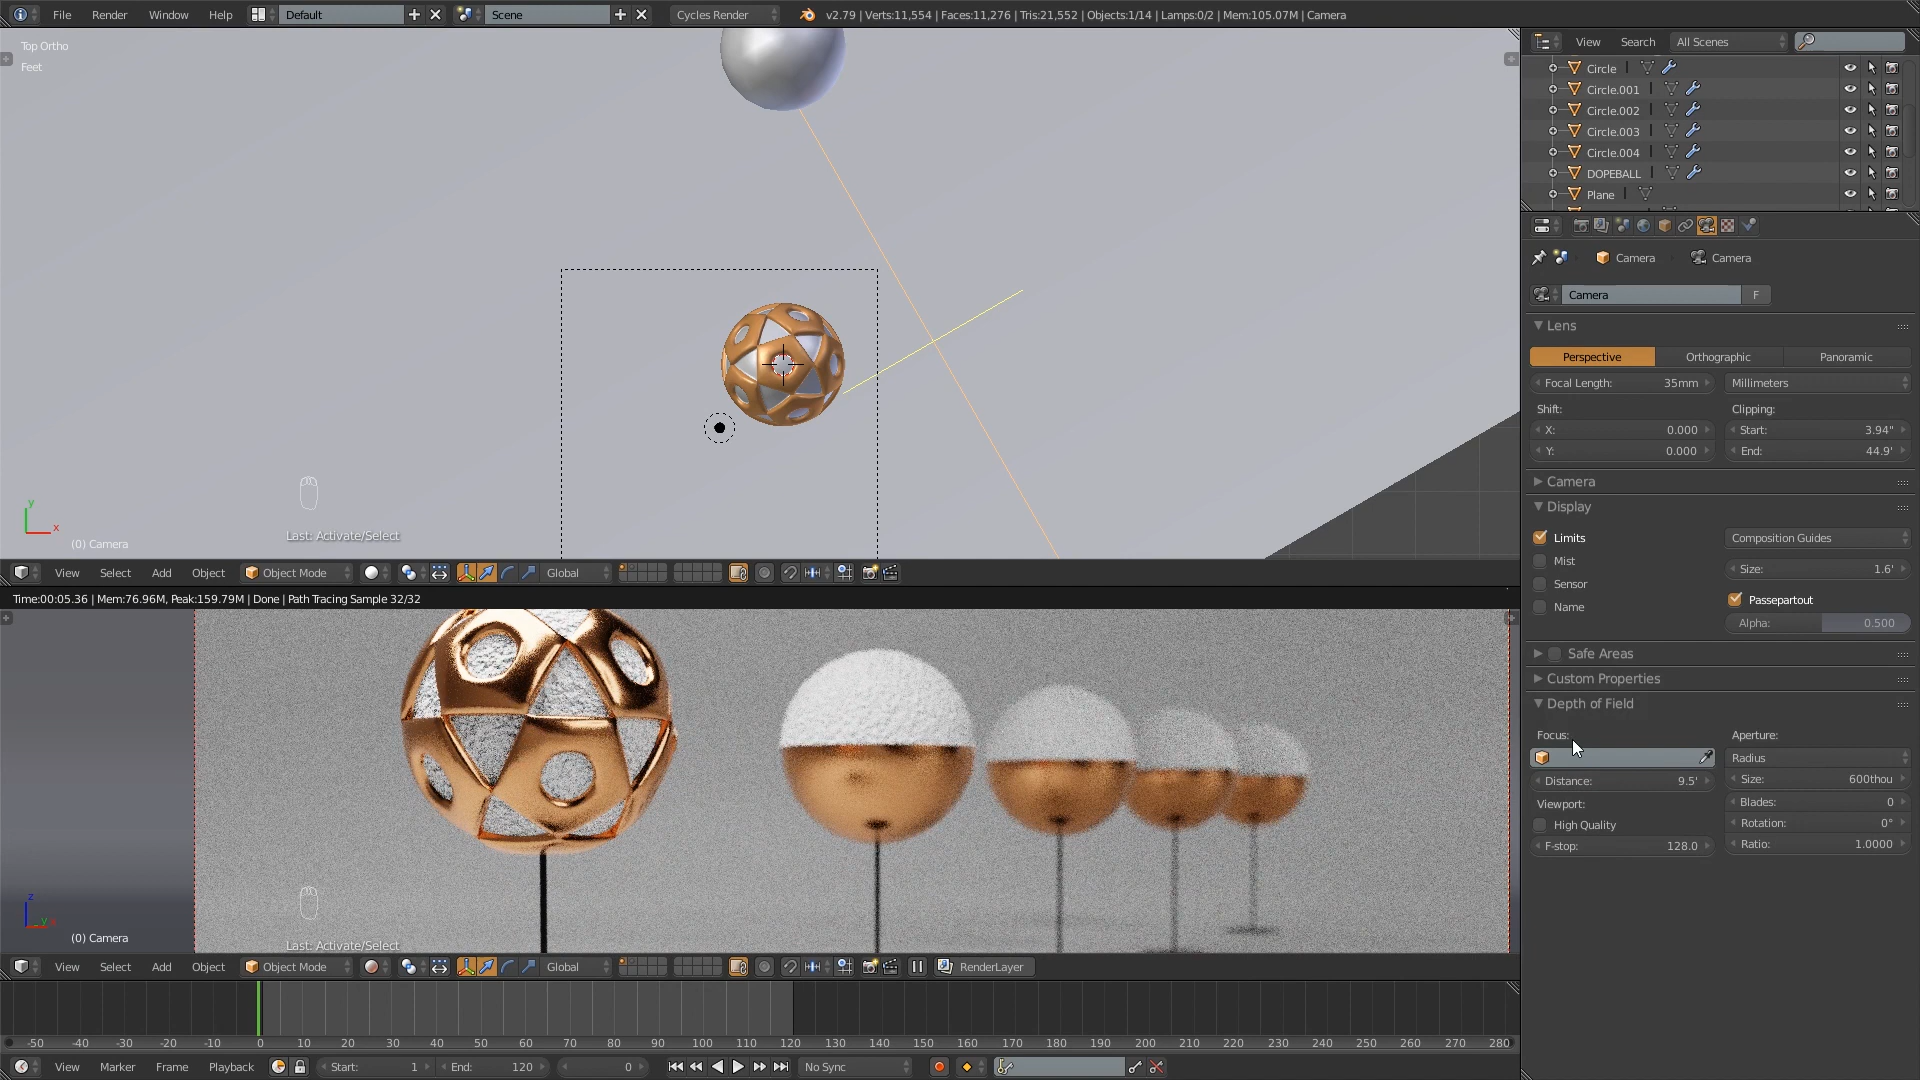 File Render Window Help Default Scene Cycles Render v2.79 | Verts:11,554 | Faces:11,276 | Tris:21,552 | Objects:1/14 | Lamps:0/2 | Mem:105.07M | Camera
Top Ortho
Feet
View Search All Scenes
Circle
Circle.001
Circle.002
Circle.003
Circle.004
DOPEBALL
Plane
Camera Camera
Camera F
Lens
Perspective Orthographic Panoramic
Focal Length: 35mm Millimeters
Shift: Clipping:
X: 0.000 Start: 3.94"
Y: 0.000 End: 44.9'
Camera
Display
Limits Composition Guides
Mist Size: 1.6'
Sensor
Passepartout
Name
Alpha: 0.500
Safe Areas
Custom Properties
Depth of Field
Focus: Aperture:
Radius
Distance: 9.5' Size: 600thou
Viewport: Blades: 0
High Quality Rotation: 0°
F-stop: 128.0 Ratio: 1.0000
y
x
Last: Activate/Select
(0) Camera
View Select Add Object Object Mode Global
Time:00:05.36 | Mem:76.96M, Peak:159.79M | Done | Path Tracing Sample 32/32
z
y
(0) Camera
Last: Activate/Select
View Select Add Object Object Mode Global RenderLayer
-50 -40 -30 -20 -10 0 10 20 30 40 50 60 70 80 90 100 110 120 130 140 150 160 170 180 190 200 210 220 230 240 250 260 270 280
View Marker Frame Playback Start: 1 End: 120 0 No Sync